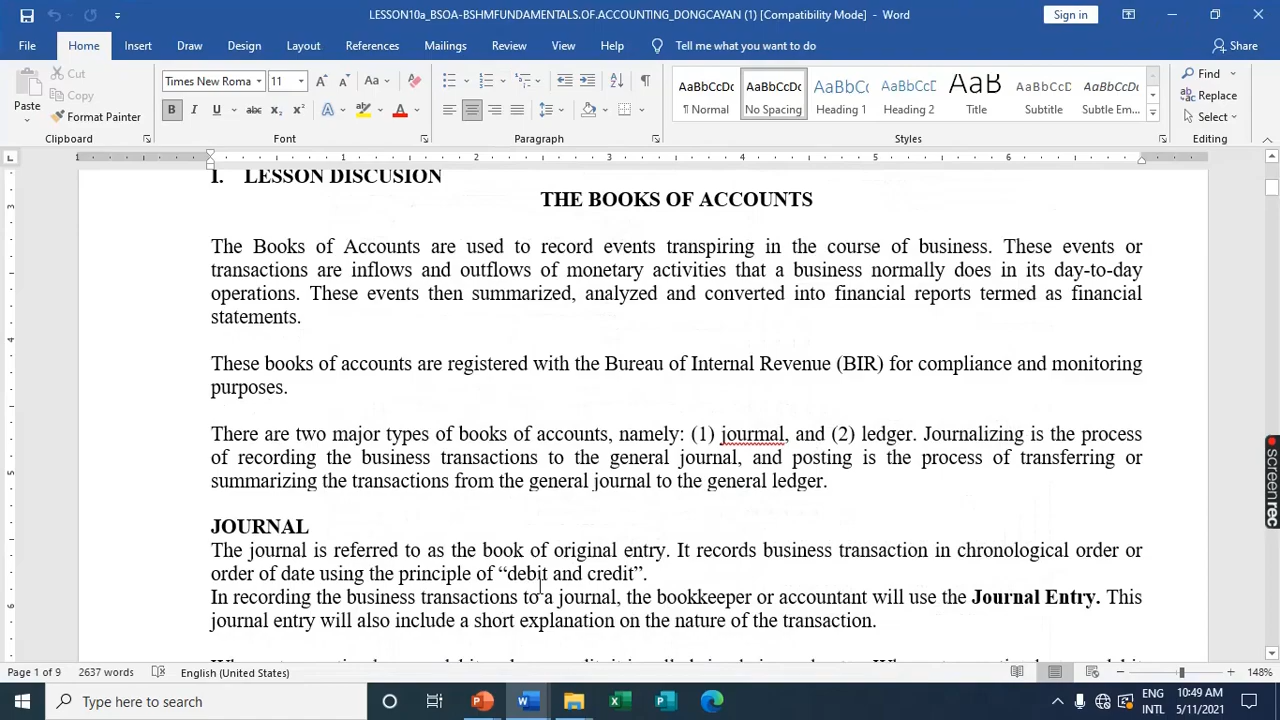 LESSON10a_BSOA-BSHMFUNDAMENTALS.OF.ACCOUNTING_DONGCAYAN (1) [Compatibility Mode] - Word
Sign in
File Home Insert Draw Design Layout References Mailings Review View Help Tell me what you want to do Share
Paste
Cut
Copy
Format Painter
Clipboard
Times New Roma 11
Font
Paragraph
AaBbCcDc AaBbCcDc AaBbCcDc AaBbCcDc AaB AaBbCcD AaBbCcDc
¶ Normal No Spacing Heading 1 Heading 2 Title Subtitle Subtle Em...
Styles
Find
Replace
Select
Editing
1 1 2 3 4 5 6
I. LESSON DISCUSION
THE BOOKS OF ACCOUNTS
The Books of Accounts are used to record events transpiring in the course of business. These events or
transactions are inflows and outflows of monetary activities that a business normally does in its day-to-day
operations. These events then summarized, analyzed and converted into financial reports termed as financial
statements.
These books of accounts are registered with the Bureau of Internal Revenue (BIR) for compliance and monitoring
purposes.
There are two major types of books of accounts, namely: (1) jourmal, and (2) ledger. Journalizing is the process
of recording the business transactions to the general journal, and posting is the process of transferring or
summarizing the transactions from the general journal to the general ledger.
JOURNAL
The journal is referred to as the book of original entry. It records business transaction in chronological order or
order of date using the principle of “debit and credit”.
In recording the business transactions to a journal, the bookkeeper or accountant will use the Journal Entry. This
journal entry will also include a short explanation on the nature of the transaction.
screenrec
Page 1 of 9 2637 words English (United States) 148%
Type here to search
ENG
INTL
10:49 AM
5/11/2021